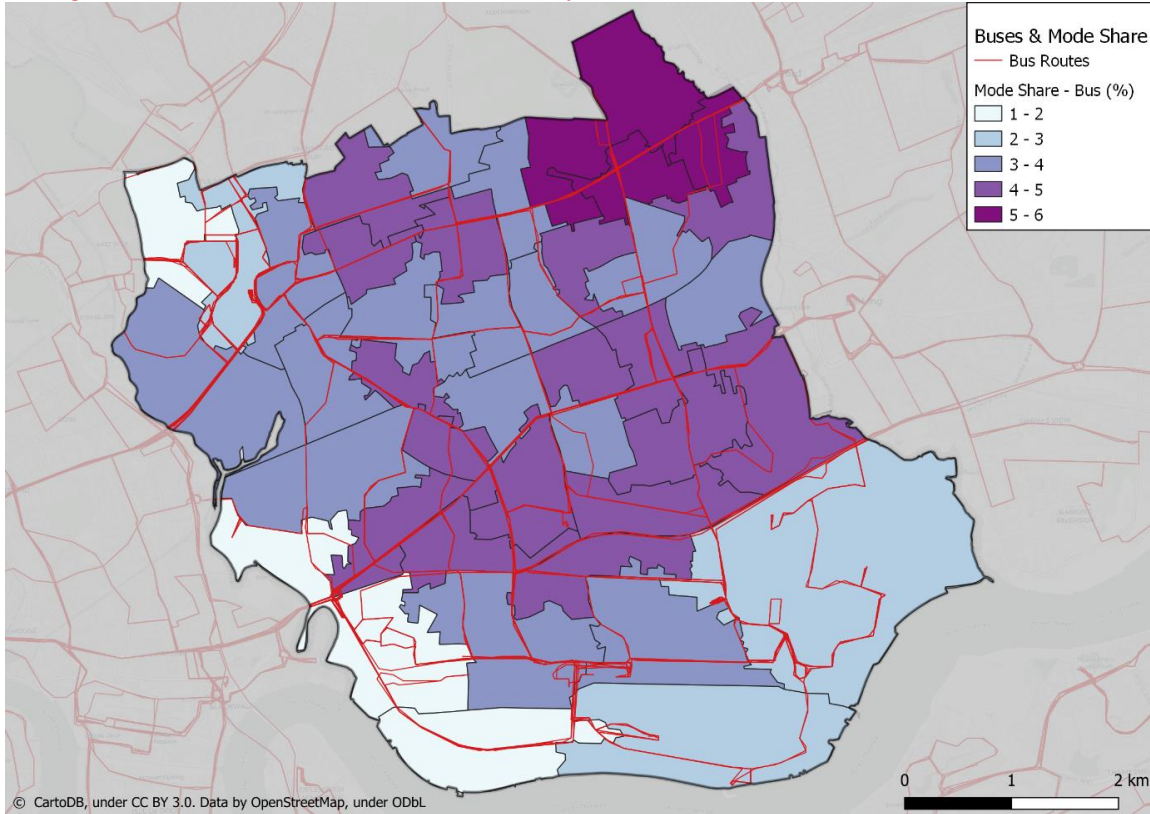 Buses & Mode Share
Bus Routes
Mode Share - Bus (%)
1 - 2
2 - 3
3 - 4
4 - 5
5 - 6
0 1 2 km
© CartoDB, under CC BY 3.0. Data by OpenStreetMap, under ODbL